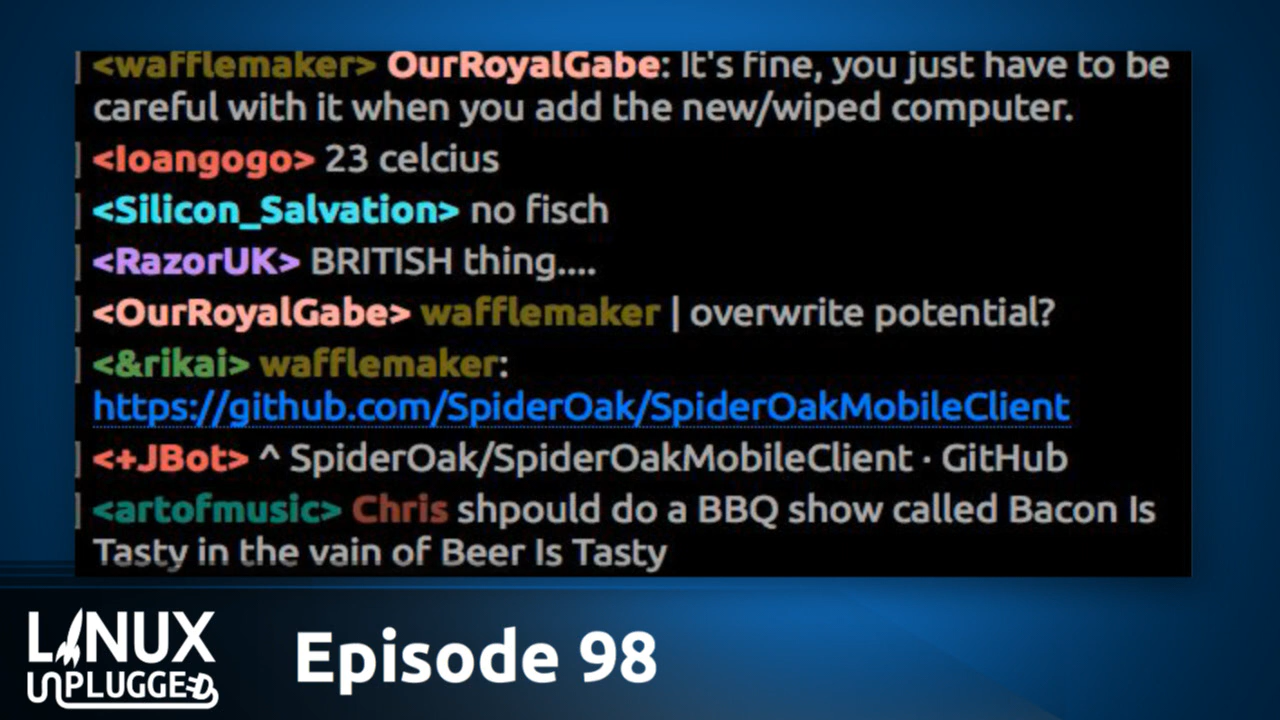 <wafflemaker> OurRoyalGabe: It's fine, you just have to be
careful with it when you add the new/wiped computer.
<Ioangogo> 23 celcius
<Silicon_Salvation> no fisch
<RazorUK> BRITISH thing....
<OurRoyalGabe> wafflemaker | overwrite potential?
<&rikai> wafflemaker:
https://github.com/SpiderOak/SpiderOakMobileClient
<+JBot> ^ SpiderOak/SpiderOakMobileClient · GitHub
<artofmusic> Chris shpould do a BBQ show called Bacon Is
Tasty in the vain of Beer Is Tasty
LINUX
UNPLUGGED
Episode 98